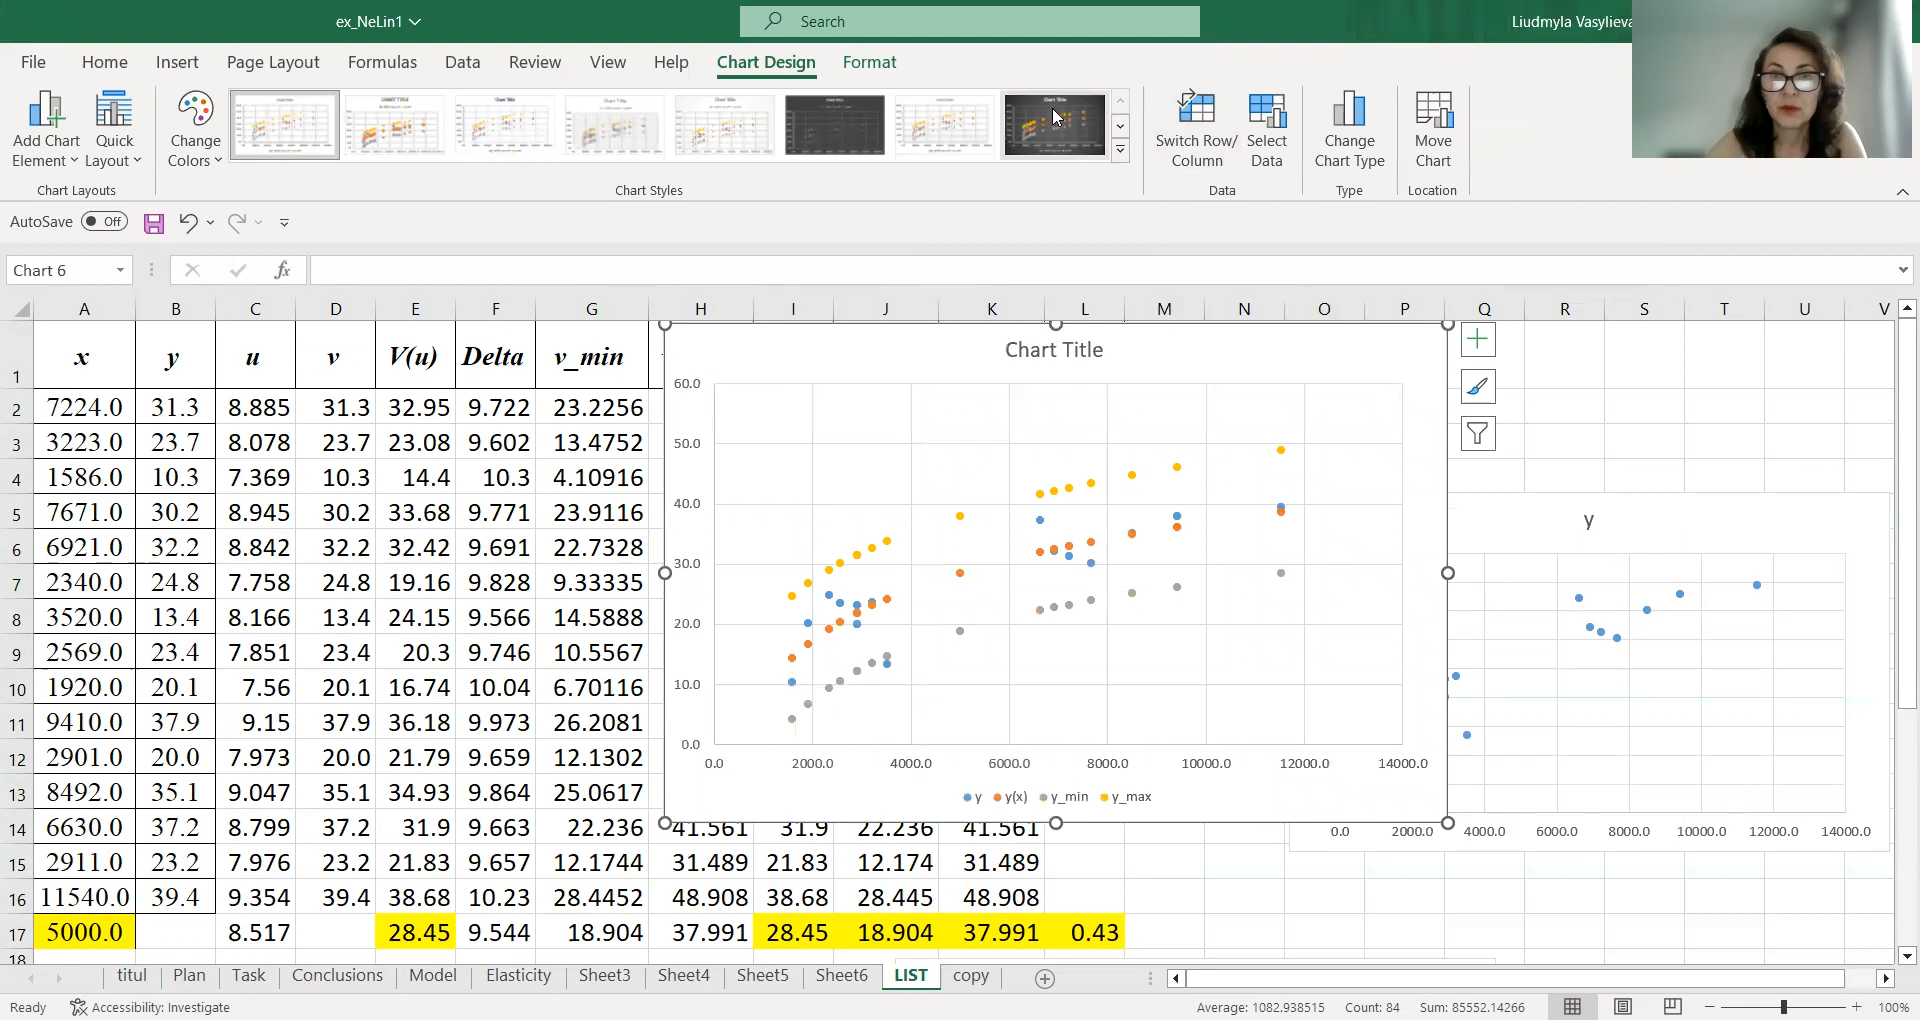 ex_NeLin1
Search
Liudmyla Vasylieva
File Home Insert Page Layout Formulas Data Review View Help Chart Design Format
Add Chart Element
Quick Layout
Change Colors
Switch Row/ Column
Select Data
Change Chart Type
Move Chart
Chart Layouts
Chart Styles
Data
Type
Location
AutoSave Off
Chart 6
fx
A B C D E F G H I J K L M N O P Q R S T U V
1 x y u v V(u) Delta v_min
2 7224.0 31.3 8.885 31.3 32.95 9.722 23.2256
3 3223.0 23.7 8.078 23.7 23.08 9.602 13.4752
4 1586.0 10.3 7.369 10.3 14.4 10.3 4.10916
5 7671.0 30.2 8.945 30.2 33.68 9.771 23.9116
6 6921.0 32.2 8.842 32.2 32.42 9.691 22.7328
7 2340.0 24.8 7.758 24.8 19.16 9.828 9.33335
8 3520.0 13.4 8.166 13.4 24.15 9.566 14.5888
9 2569.0 23.4 7.851 23.4 20.3 9.746 10.5567
10 1920.0 20.1 7.56 20.1 16.74 10.04 6.70116
11 9410.0 37.9 9.15 37.9 36.18 9.973 26.2081
12 2901.0 20.0 7.973 20.0 21.79 9.659 12.1302
13 8492.0 35.1 9.047 35.1 34.93 9.864 25.0617
14 6630.0 37.2 8.799 37.2 31.9 9.663 22.236 41.561 31.9 22.236 41.561
15 2911.0 23.2 7.976 23.2 21.83 9.657 12.1744 31.489 21.83 12.174 31.489
16 11540.0 39.4 9.354 39.4 38.68 10.23 28.4452 48.908 38.68 28.445 48.908
17 5000.0 8.517 28.45 9.544 18.904 37.991 28.45 18.904 37.991 0.43
18
Chart Title
60.0
50.0
40.0
30.0
20.0
10.0
0.0
0.0 2000.0 4000.0 6000.0 8000.0 10000.0 12000.0 14000.0
y y(x) y_min y_max
y
0.0 2000.0 4000.0 6000.0 8000.0 10000.0 12000.0 14000.0
titul Plan Task Conclusions Model Elasticity Sheet3 Sheet4 Sheet5 Sheet6 LIST copy
Ready Accessibility: Investigate Average: 1082.938515 Count: 84 Sum: 85552.14266 100%